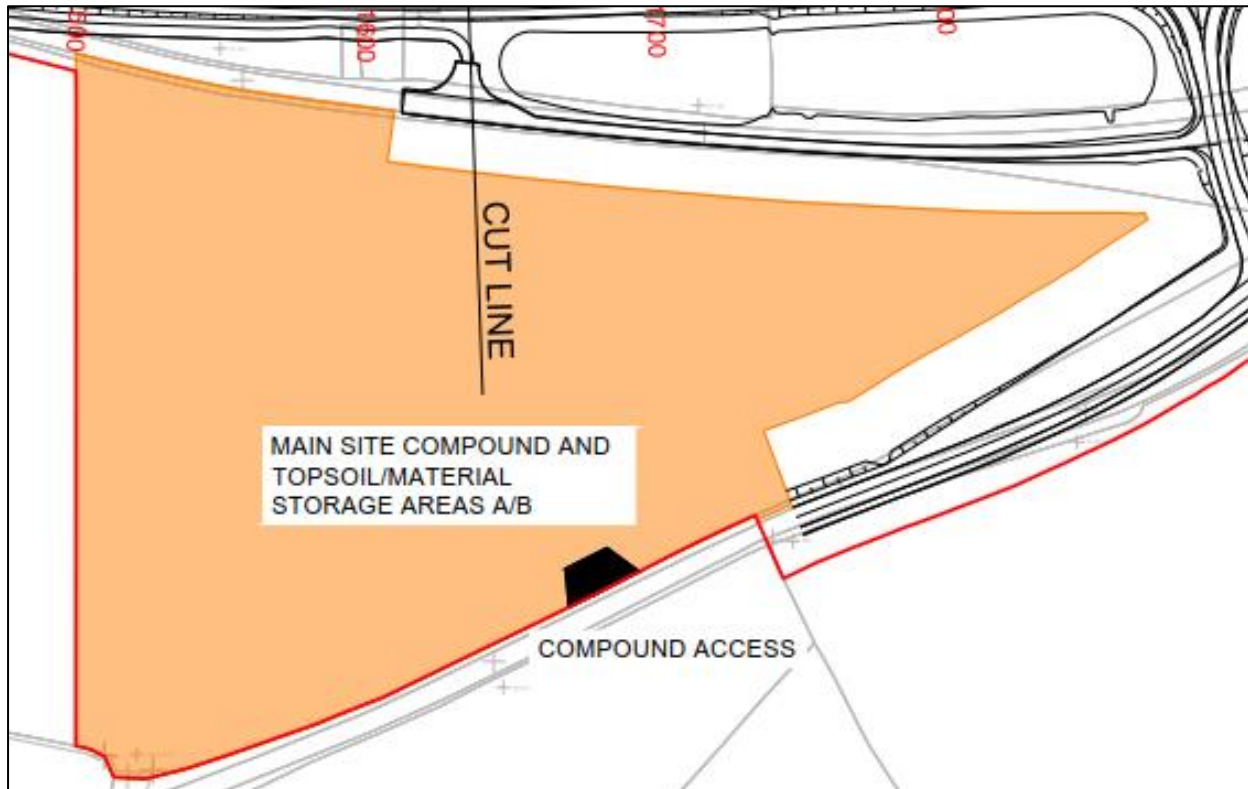 1600
1700
CUT LINE
MAIN SITE COMPOUND AND
TOPSOIL/MATERIAL
STORAGE AREAS A/B
COMPOUND ACCESS